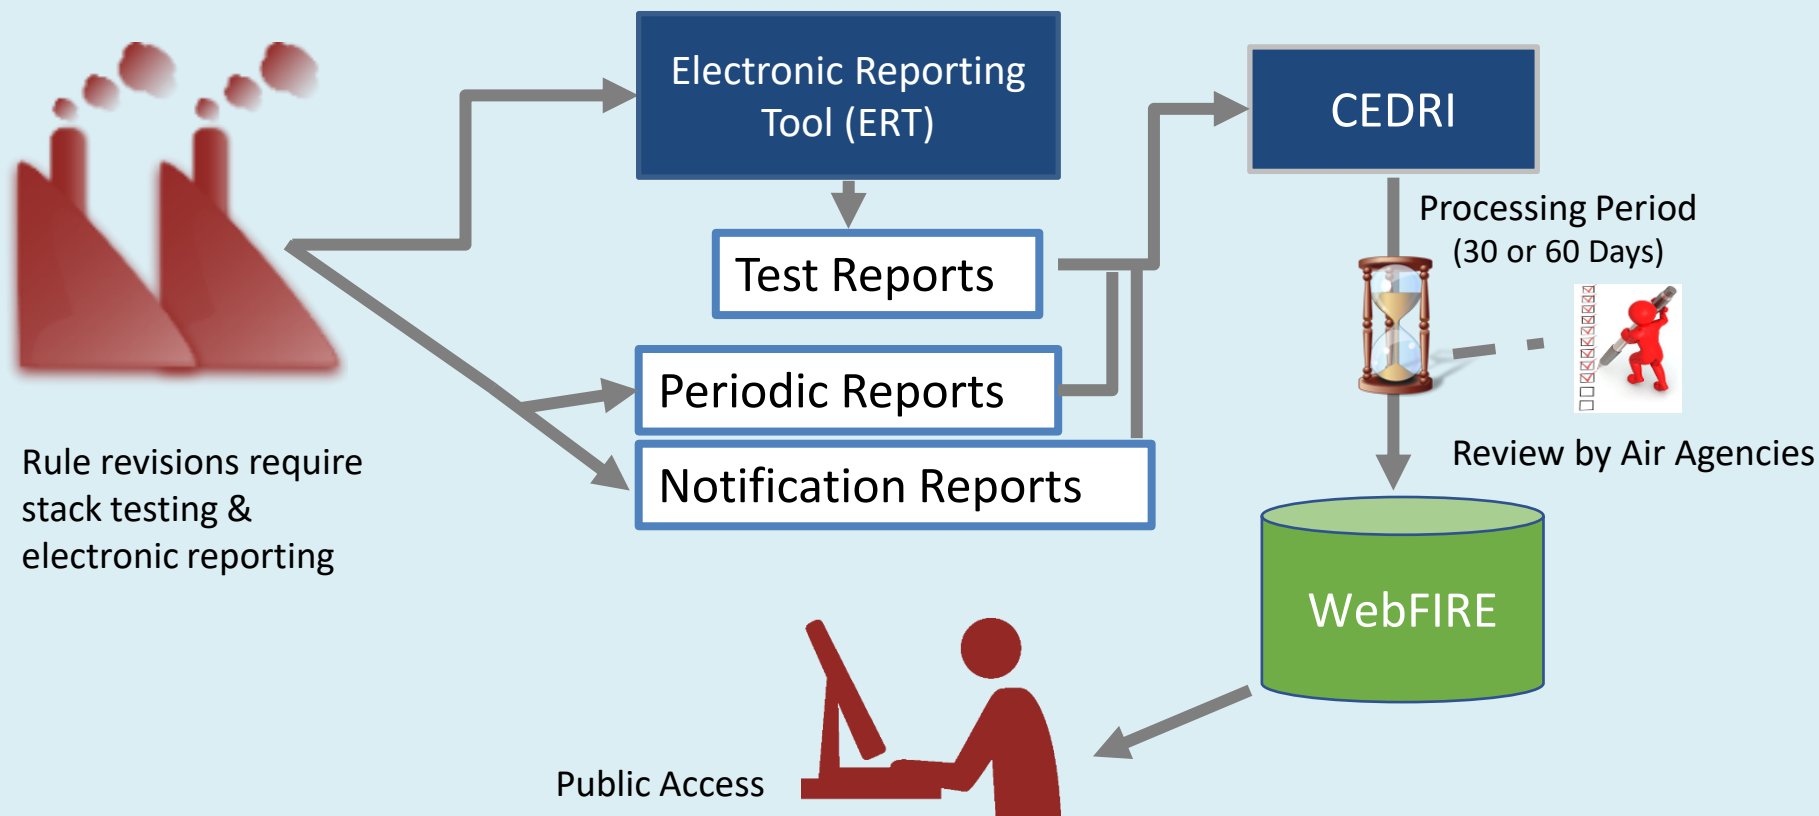 Electronic Reporting
Tool (ERT)
CEDRI
Processing Period
(30 or 60 Days)
Test Reports
Periodic Reports
Notification Reports
Rule revisions require
stack testing &
electronic reporting
Review by Air Agencies
WebFIRE
Public Access